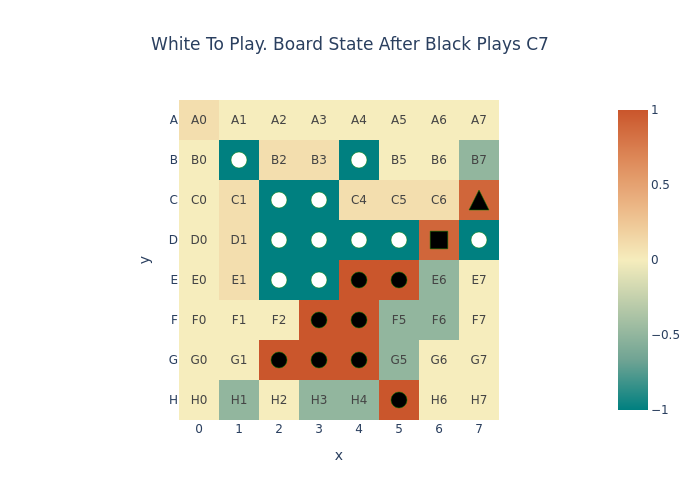 White To Play. Board State After Black Plays C7
A A0 A1 A2 A3 A4 A5 A6 A7
B B0 B2 B3 B5 B6 B7
C C0 C1 C4 C5 C6
D D0 D1
E E0 E1 E6 E7
F F0 F1 F2 F5 F6 F7
G G0 G1 G5 G6 G7
H H0 H1 H2 H3 H4 H6 H7
0 1 2 3 4 5 6 7
x
y
1
0.5
0
−0.5
−1